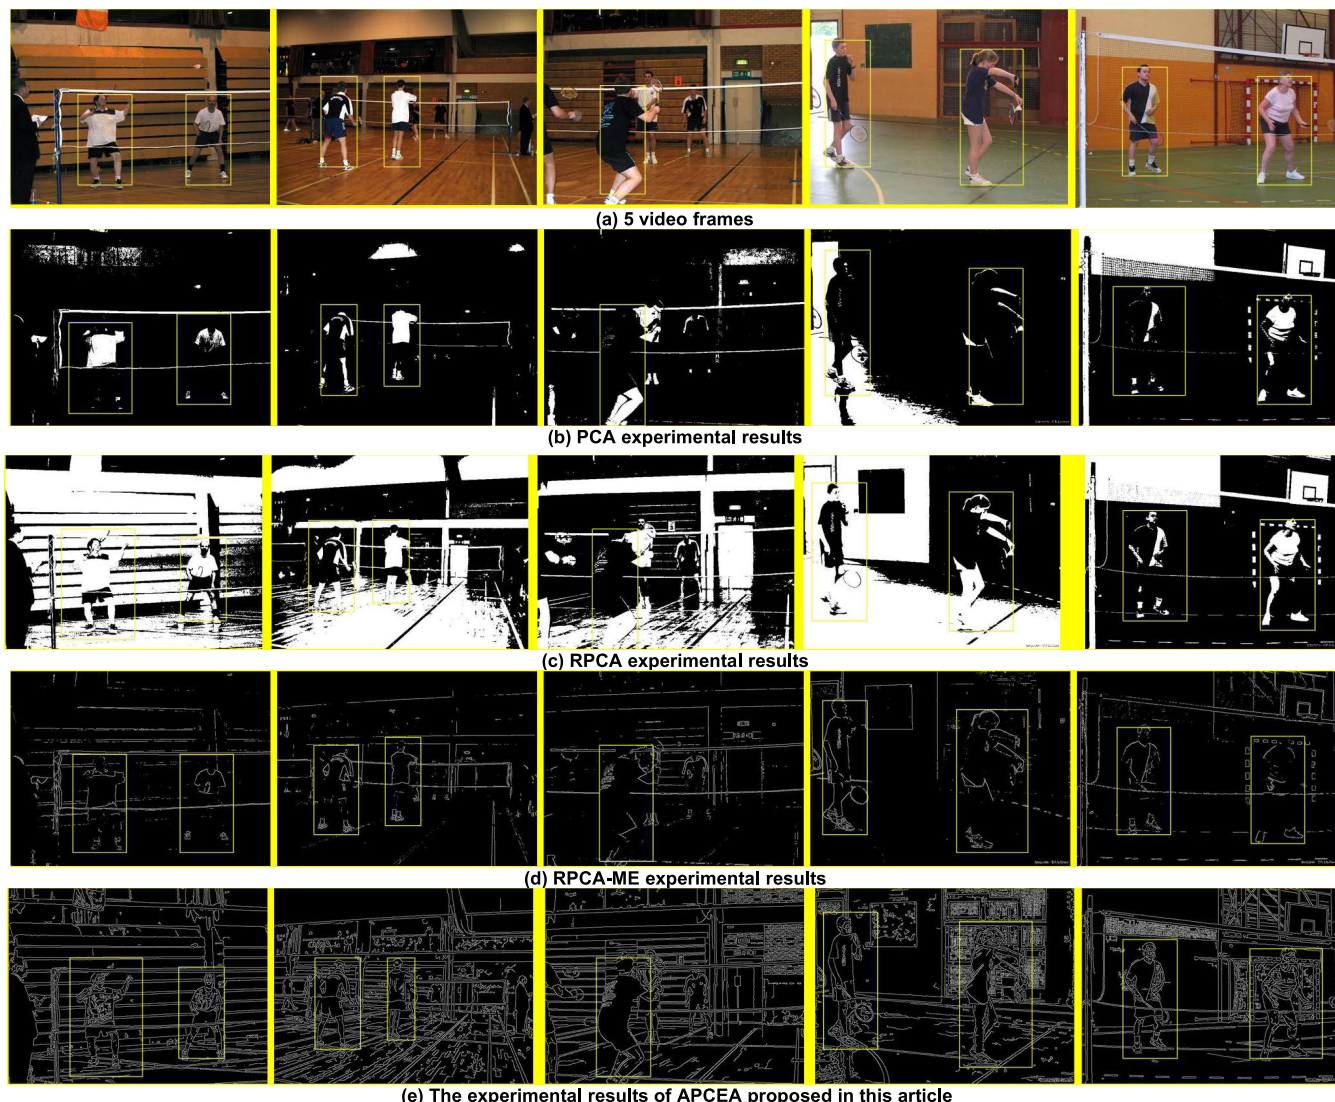 (a) 5 video frames
(b) PCA experimental results
(c) RPCA experimental results
(d) RPCA-ME experimental results
(e) The experimental results of APCEA proposed in this article